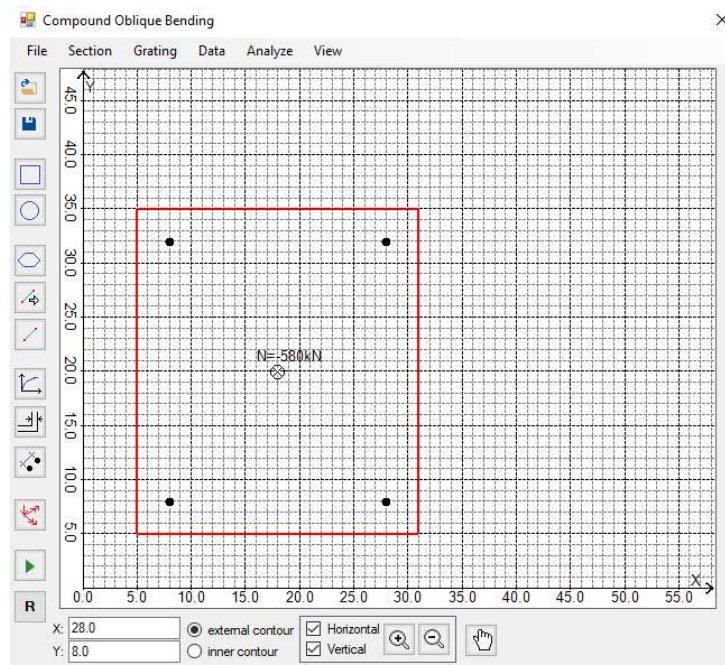 Compound Oblique Bending
File Section Grating Data Analyze View
Y
45.0
40.0
35.0
30.0
25.0
20.0
15.0
10.0
5.0
N=-580kN
X
0.0 5.0 10.0 15.0 20.0 25.0 30.0 35.0 40.0 45.0 50.0 55.0
R
X: 28.0 external contour Horizontal
Y: 8.0 inner contour Vertical